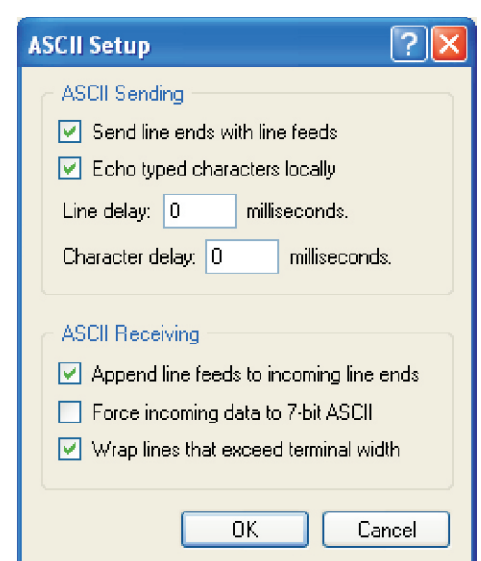 ASCII Setup
ASCII Sending
Send line ends with line feeds
Echo typed characters locally
Line delay: 0 milliseconds.
Character delay: 0 milliseconds.
ASCII Receiving
Append line feeds to incoming line ends
Force incoming data to 7-bit ASCII
Wrap lines that exceed terminal width
OK Cancel